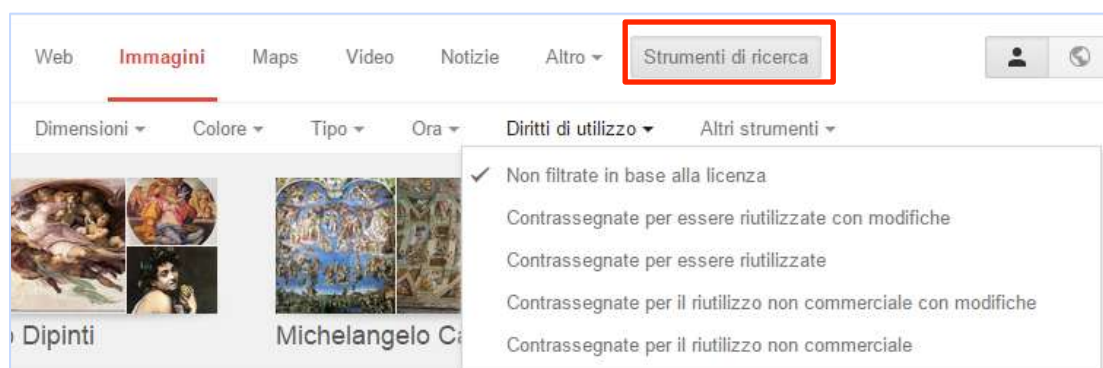 Web Immagini Maps Video Notizie Altro Strumenti di ricerca
Dimensioni Colore Tipo Ora Diritti di utilizzo Altri strumenti
Non filtrate in base alla licenza
Contrassegnate per essere riutilizzate con modifiche
Contrassegnate per essere riutilizzate
Contrassegnate per il riutilizzo non commerciale con modifiche
Contrassegnate per il riutilizzo non commerciale
Dipinti
Michelangelo